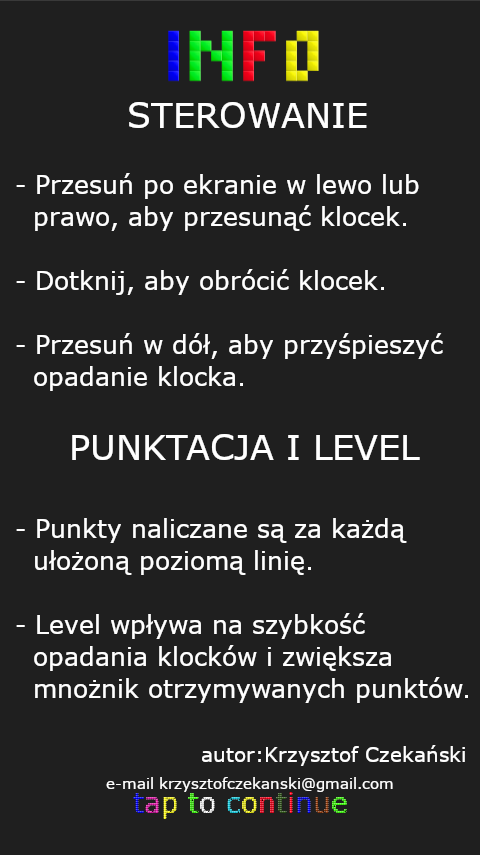 INFO
STEROWANIE
- Przesuń po ekranie w lewo lub
prawo, aby przesunąć klocek.
- Dotknij, aby obrócić klocek.
- Przesuń w dół, aby przyśpieszyć
opadanie klocka.
PUNKTACJA I LEVEL
- Punkty naliczane są za każdą
ułożoną poziomą linię.
- Level wpływa na szybkość
opadania klocków i zwiększa
mnożnik otrzymywanych punktów.
autor:Krzysztof Czekański
e-mail krzysztofczekanski@gmail.com
tap to continue